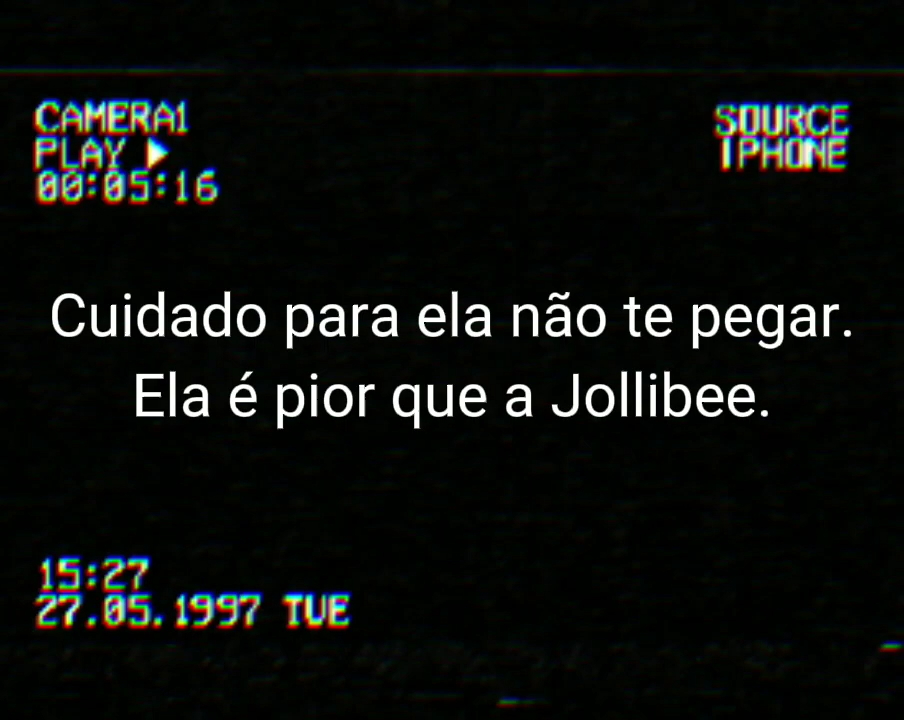 CAMERA1
PLAY ▶
00:05:16
SOURCE
IPHONE
Cuidado para ela não te pegar.
Ela é pior que a Jollibee.
15:27
27.05.1997 TUE